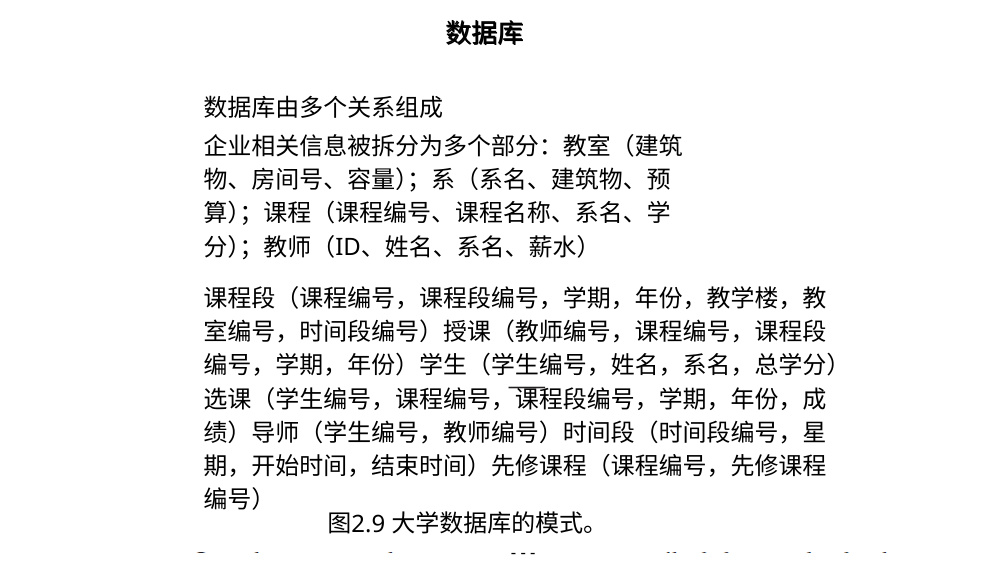 数据库
数据库由多个关系组成
企业相关信息被拆分为多个部分：教室（建筑
物、房间号、容量）；系（系名、建筑物、预
算）；课程（课程编号、课程名称、系名、学
分）；教师（ID、姓名、系名、薪水）
课程段（课程编号，课程段编号，学期，年份，教学楼，教
室编号，时间段编号）授课（教师编号，课程编号，课程段
编号，学期，年份）学生（学生编号，姓名，系名，总学分）
选课（学生编号，课程编号，课程段编号，学期，年份，成
绩）导师（学生编号，教师编号）时间段（时间段编号，星
期，开始时间，结束时间）先修课程（课程编号，先修课程
编号）
图2.9 大学数据库的模式。